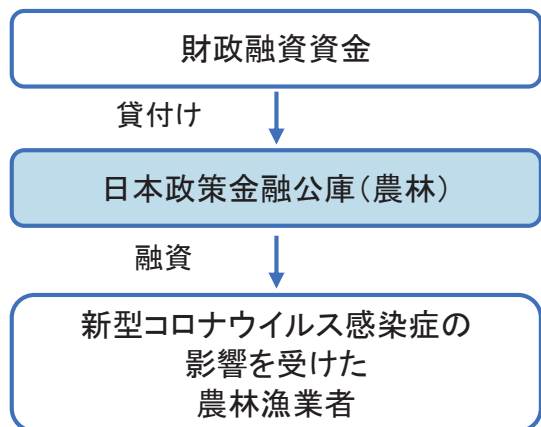 財政融資資金
貸付け
日本政策金融公庫（農林）
融資
新型コロナウイルス感染症の
影響を受けた
農林漁業者